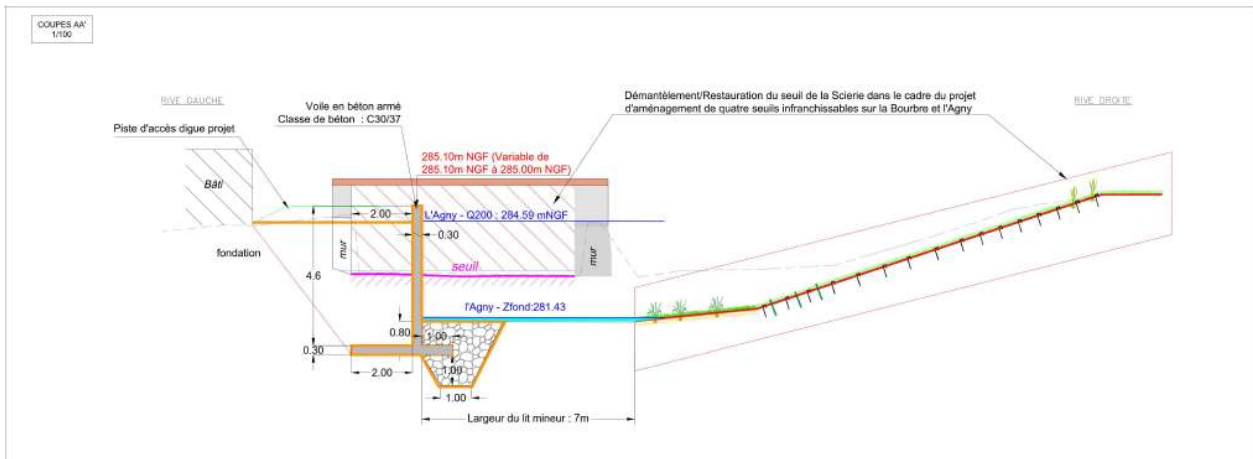 COUPES AA'
1/100
RIVE GAUCHE
Piste d'accès digue projet
Voile en béton armé
Classe de béton : C30/37
Démantèlement/Restauration du seuil de la Scierie dans le cadre du projet
d'aménagement de quatre seuils infranchissables sur la Bourbre et l'Agny
RIVE DROITE
285.10m NGF (Variable de
285.10m NGF à 285.00m NGF)
Bâti
2.00
L'Agny - Q200 : 284.59 mNGF
0.30
fondation
mur
mur
seuil
4.6
l'Agny - Zfond:281.43
0.80
1.00
0.30
2.00
1.00
1.00
Largeur du lit mineur : 7m